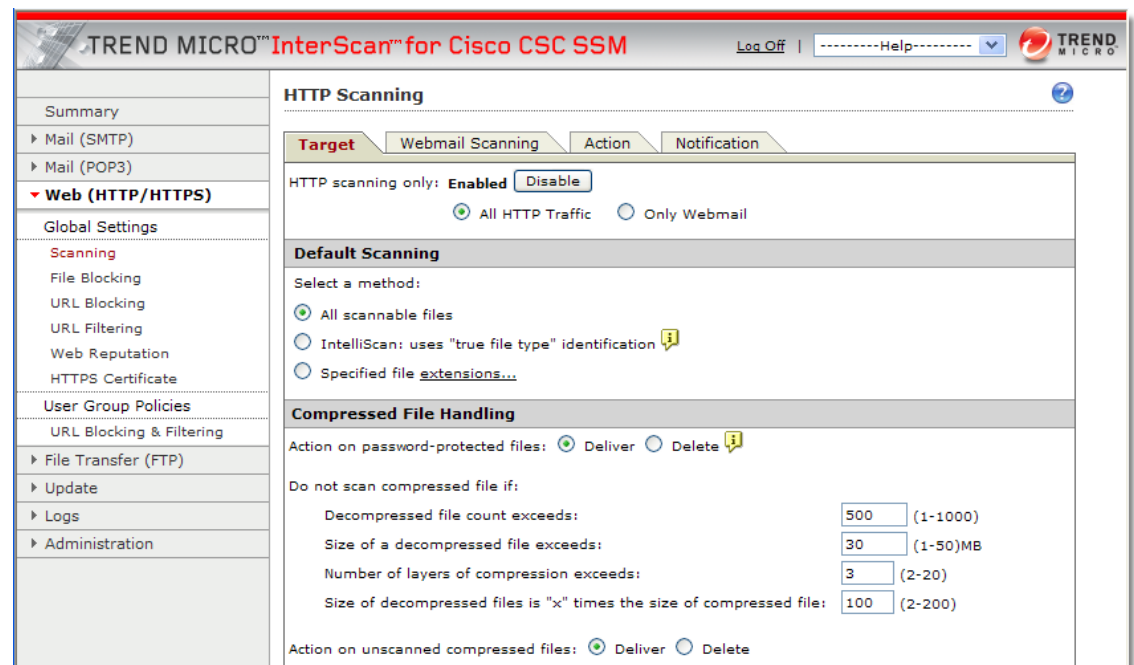 TREND MICRO™ InterScan™ for Cisco CSC SSM
Log Off | ---------Help---------
TREND MICRO
Summary
Mail (SMTP)
Mail (POP3)
Web (HTTP/HTTPS)
Global Settings
Scanning
File Blocking
URL Blocking
URL Filtering
Web Reputation
HTTPS Certificate
User Group Policies
URL Blocking & Filtering
File Transfer (FTP)
Update
Logs
Administration
HTTP Scanning ?
Target Webmail Scanning Action Notification
HTTP scanning only: Enabled Disable
All HTTP Traffic Only Webmail
Default Scanning
Select a method:
All scannable files
IntelliScan: uses "true file type" identification i
Specified file extensions...
Compressed File Handling
Action on password-protected files: Deliver Delete i
Do not scan compressed file if:
Decompressed file count exceeds: 500 (1-1000)
Size of a decompressed file exceeds: 30 (1-50)MB
Number of layers of compression exceeds: 3 (2-20)
Size of decompressed files is "x" times the size of compressed file: 100 (2-200)
Action on unscanned compressed files: Deliver Delete